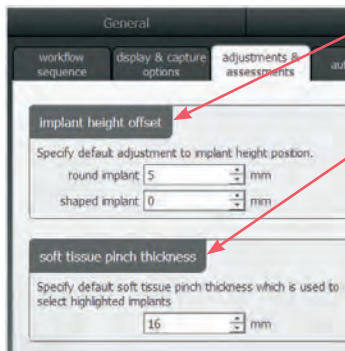 General
workflow sequence
display & capture options
adjustments & assessments
implant height offset
Specify default adjustment to implant height position.
round implant 5 mm
shaped implant 0 mm
soft tissue pinch thickness
Specify default soft tissue pinch thickness which is used to
select highlighted implants
16 mm